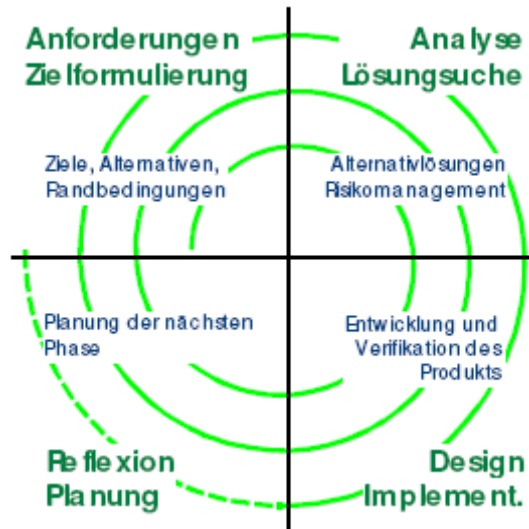 Anforderungen
Zielformulierung
Analyse
Lösungsuche
Ziele, Alternativen,
Randbedingungen
Alternativlösungen
Risikomanagement
Planung der nächsten
Phase
Entwicklung und
Verifikation des
Produkts
Reflexion
Planung
Design
Implement.